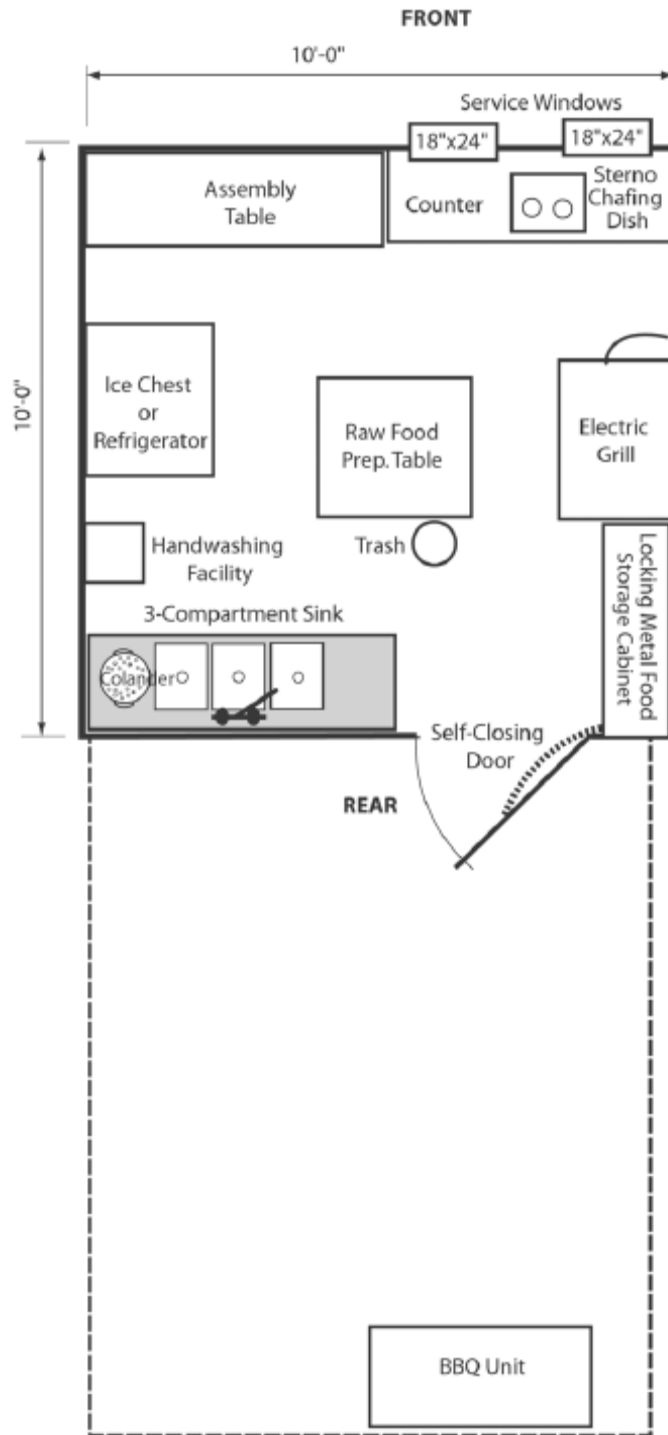 FRONT
10'-0"
Service Windows
18"x24"
18"x24"
Assembly
Table
Counter
Sterno
Chafing
Dish
10'-0"
Ice Chest
or
Refrigerator
Raw Food
Prep. Table
Electric
Grill
Handwashing
Facility
Trash
Locking Metal Food
Storage Cabinet
3-Compartment Sink
Colander
Self-Closing
Door
REAR
BBQ Unit